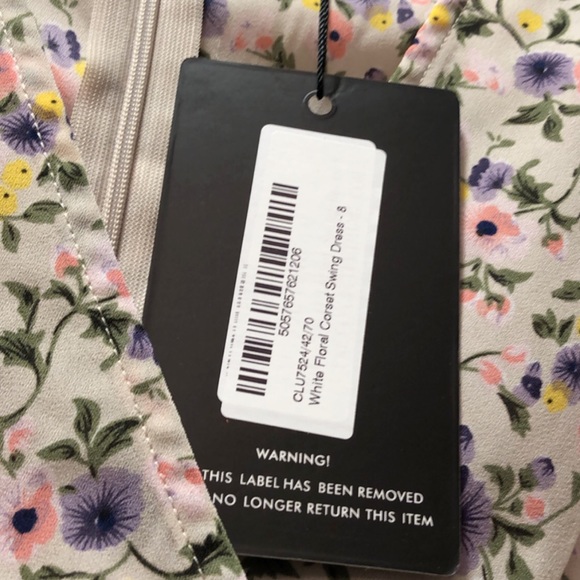 5057657621206
CLU7524/42/70
White Floral Corset Swing Dress - 8
WARNING!
THIS LABEL HAS BEEN REMOVED
NO LONGER RETURN THIS ITEM